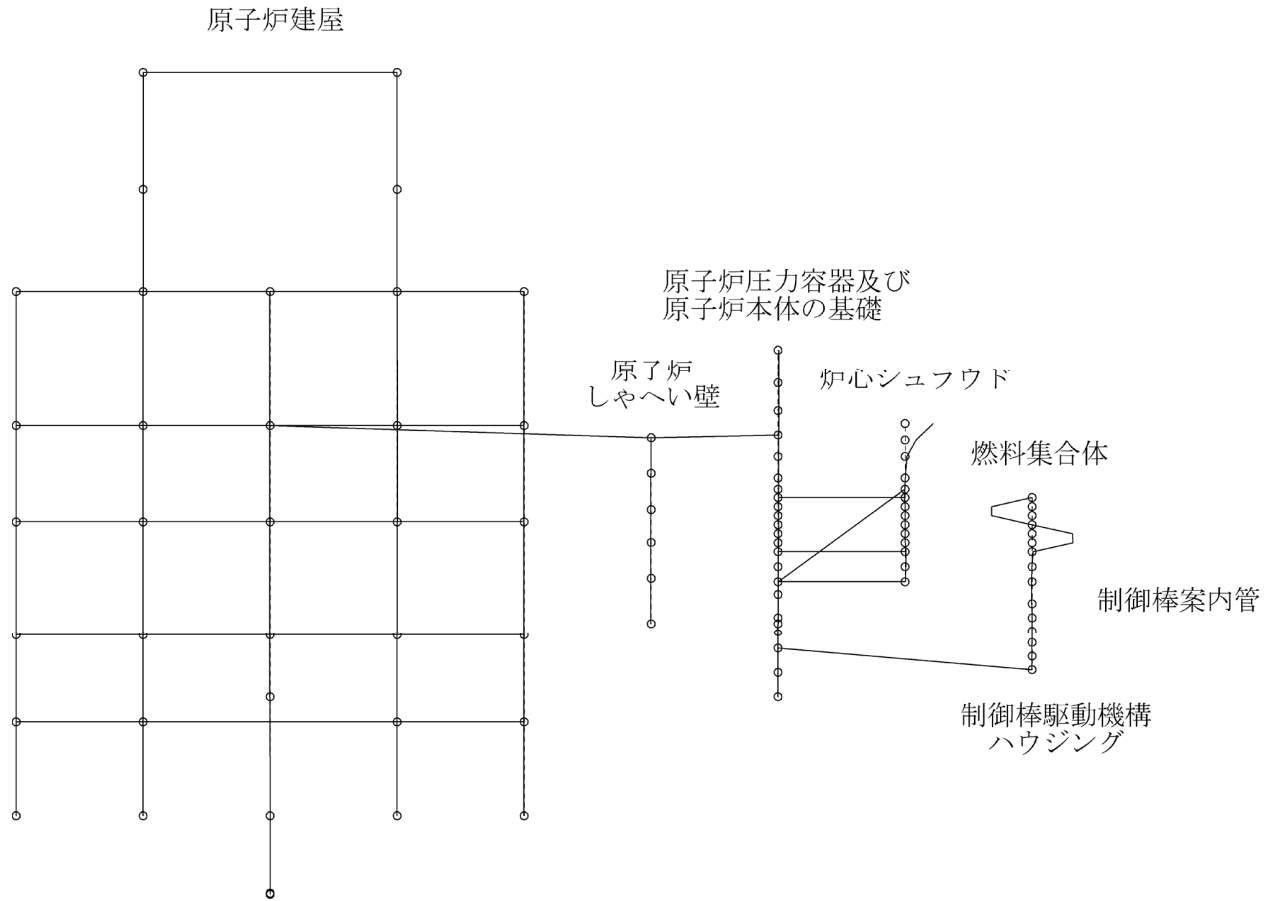 原子炉建屋
原子炉圧力容器及び
原子炉本体の基礎
原子炉
しゃへい壁
炉心シュラウド
燃料集合体
制御棒案内管
制御棒駆動機構
ハウジング